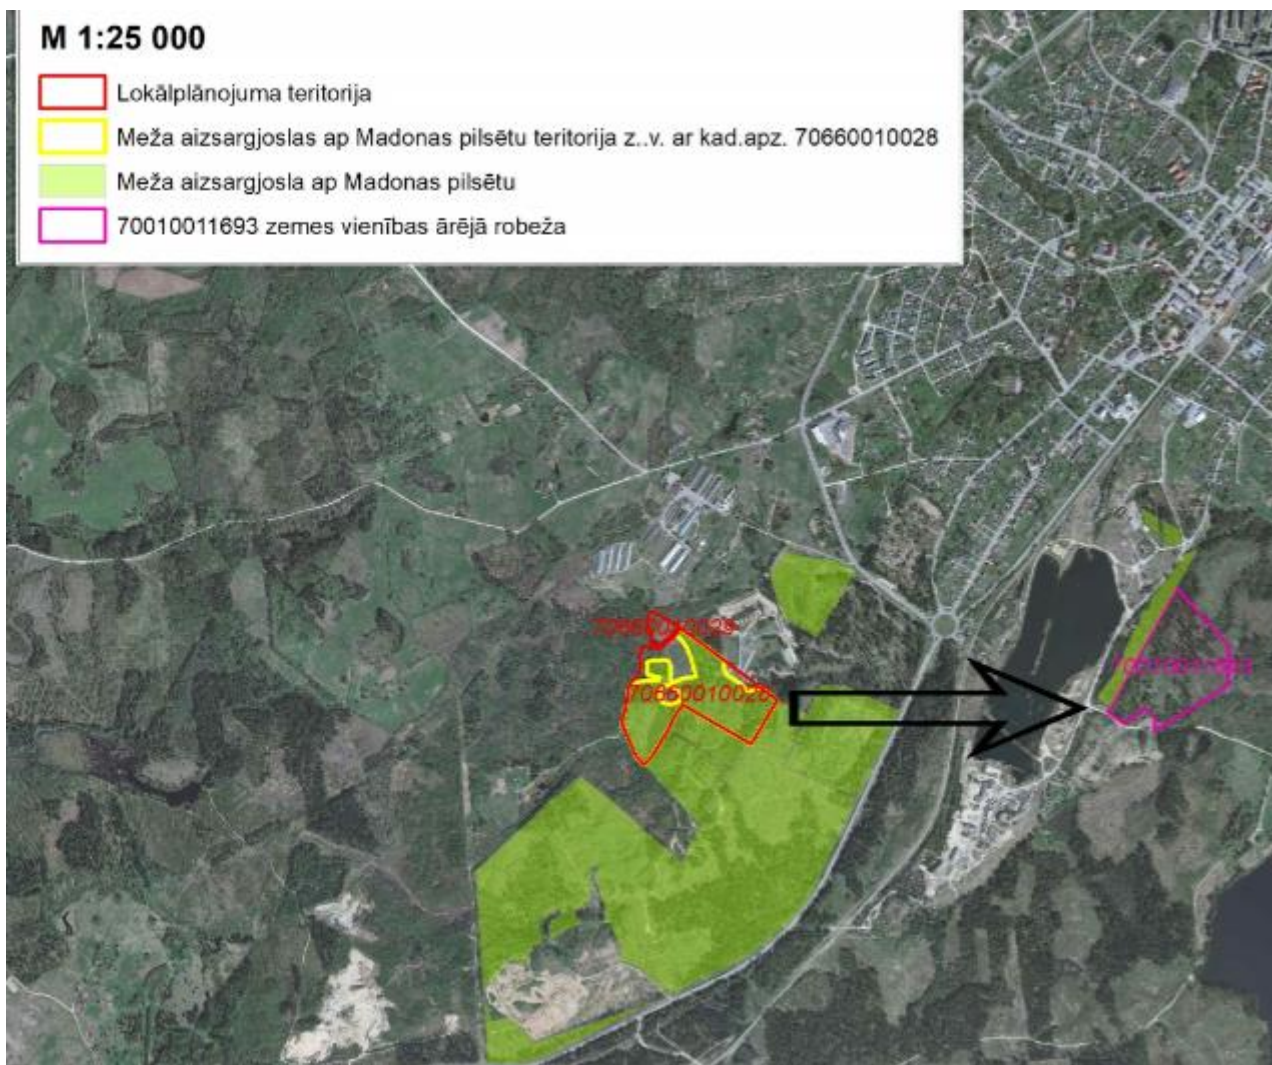 M 1:25 000
Lokālplānojuma teritorija
Meža aizsargjoslas ap Madonas pilsētu teritorija z..v. ar kad.apz. 70660010028
Meža aizsargjosla ap Madonas pilsētu
70010011693 zemes vienības ārējā robeža
70660010028
70660010028